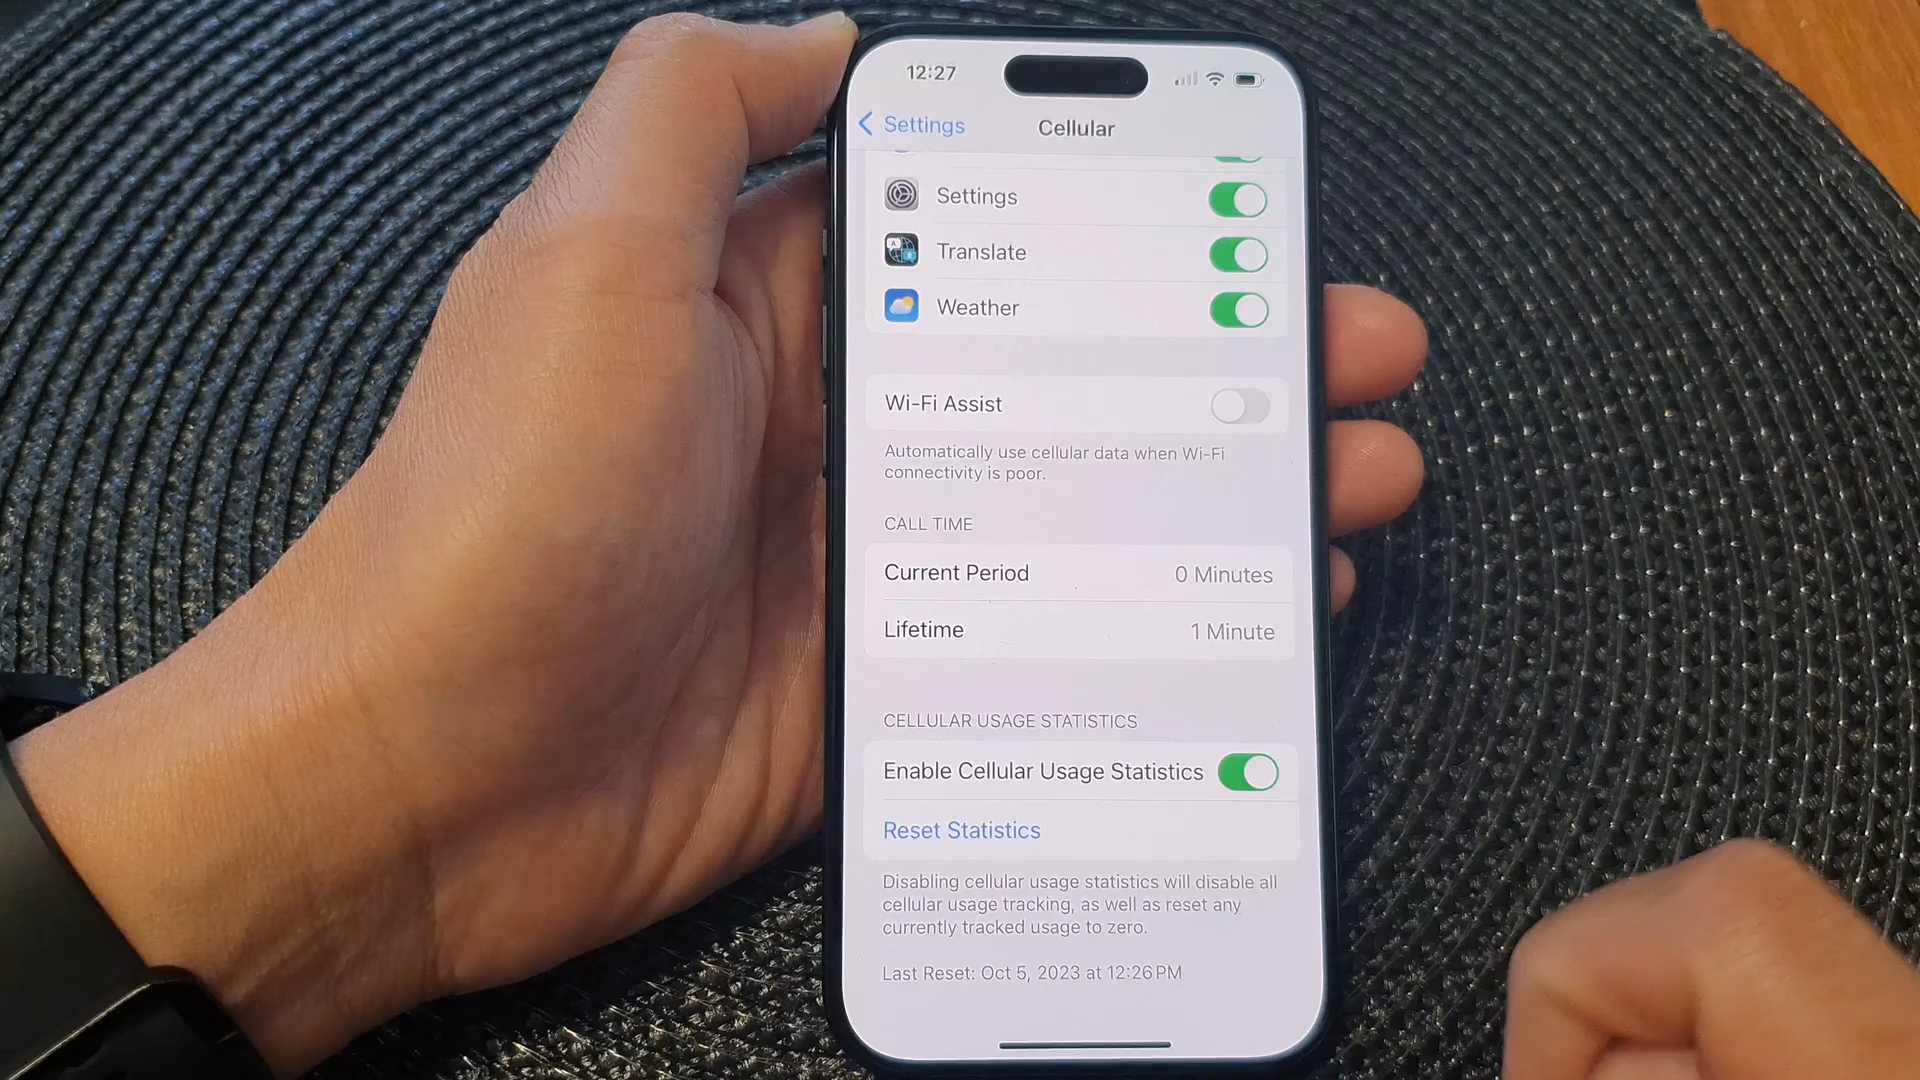 12:27
Settings
Cellular
Settings
Translate
Weather
Wi-Fi Assist
Automatically use cellular data when Wi-Fi
connectivity is poor.
CALL TIME
Current Period 0 Minutes
Lifetime 1 Minute
CELLULAR USAGE STATISTICS
Enable Cellular Usage Statistics
Reset Statistics
Disabling cellular usage statistics will disable all
cellular usage tracking, as well as reset any
currently tracked usage to zero.
Last Reset: Oct 5, 2023 at 12:26 PM